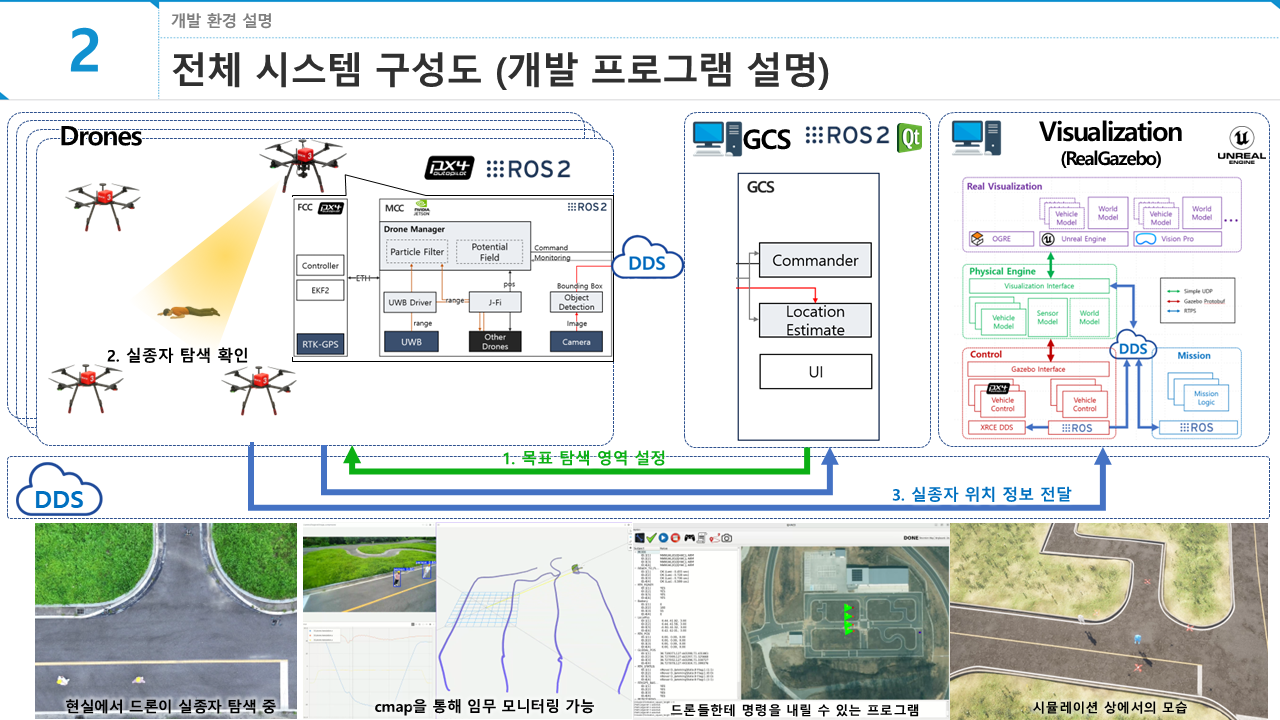 2
개발 환경 설명
전체 시스템 구성도 (개발 프로그램 설명)
Drones
PX4
autopilot
ROS 2
2. 실종자 탐색 확인
FCC
PX4
Controller
EKF2
RTK-GPS
ETH
MCC
NVIDIA
JETSON
ROS 2
Drone Manager
Particle Filter
Potential
Field
Command
Monitoring
pos
Bounding Box
UWB Driver
range
J-Fi
Object
Detection
range
Image
UWB
Other
Drones
Camera
DDS
GCS
ROS 2
Qt
GCS
Commander
Location
Estimate
UI
Visualization
(RealGazebo)
UNREAL
ENGINE
Real Visualization
Vehicle
Model
World
Model
Vehicle
Model
World
Model
OGRE
Unreal Engine
Vision Pro
Physical Engine
Visualization Interface
Vehicle
Model
Sensor
Model
World
Model
Simple UDP
Gazebo Protobuf
RTPS
DDS
Control
Gazebo Interface
PX4
Vehicle
Control
Vehicle
Control
XRCE DDS
ROS
Mission
Mission
Logic
ROS
1. 목표 탐색 영역 설정
3. 실종자 위치 정보 전달
DDS
DONE
현실에서 드론이 실종자 탐색 중
cmap을 통해 임무 모니터링 가능
드론들한테 명령을 내릴 수 있는 프로그램
시뮬레이션 상에서의 모습